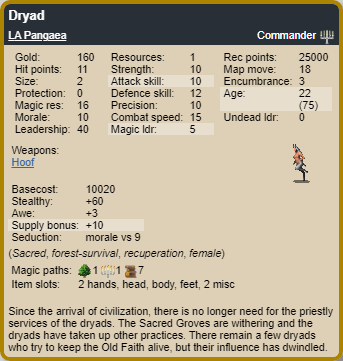 Dryad
LA Pangaea Commander
Gold: 160 Resources: 1 Rec points: 25000
Hit points: 11 Strength: 10 Map move: 18
Size: 2 Attack skill: 10 Encumbrance: 3
Protection: 0 Defence skill: 12 Age: 22
Magic res: 16 Precision: 10 (75)
Morale: 10 Combat speed: 15 Undead ldr: 0
Leadership: 40 Magic ldr: 5
Weapons:
Hoof
Basecost: 10020
Stealthy: +60
Awe: +3
Supply bonus: +10
Seduction: morale vs 9
(Sacred, forest-survival, recuperation, female)
Magic paths: 1 1 7
Item slots: 2 hands, head, body, feet, 2 misc
Since the arrival of civilization, there is no longer need for the priestly
services of the dryads. The Sacred Groves are withering and the
dryads have taken up other practices. There remain a few dryads
who try to keep the Old Faith alive, but their influence has dwindled.